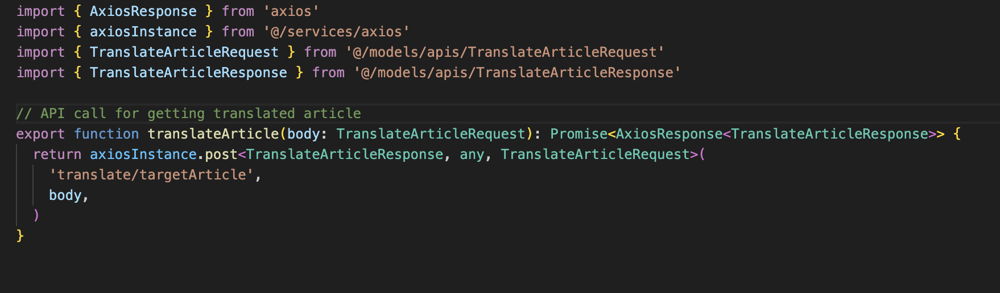 import { AxiosResponse } from 'axios'
import { axiosInstance } from '@/services/axios'
import { TranslateArticleRequest } from '@/models/apis/TranslateArticleRequest'
import { TranslateArticleResponse } from '@/models/apis/TranslateArticleResponse'
// API call for getting translated article
export function translateArticle(body: TranslateArticleRequest): Promise<AxiosResponse<TranslateArticleResponse>> {
  return axiosInstance.post<TranslateArticleResponse, any, TranslateArticleRequest>(
    'translate/targetArticle',
    body,
  )
}